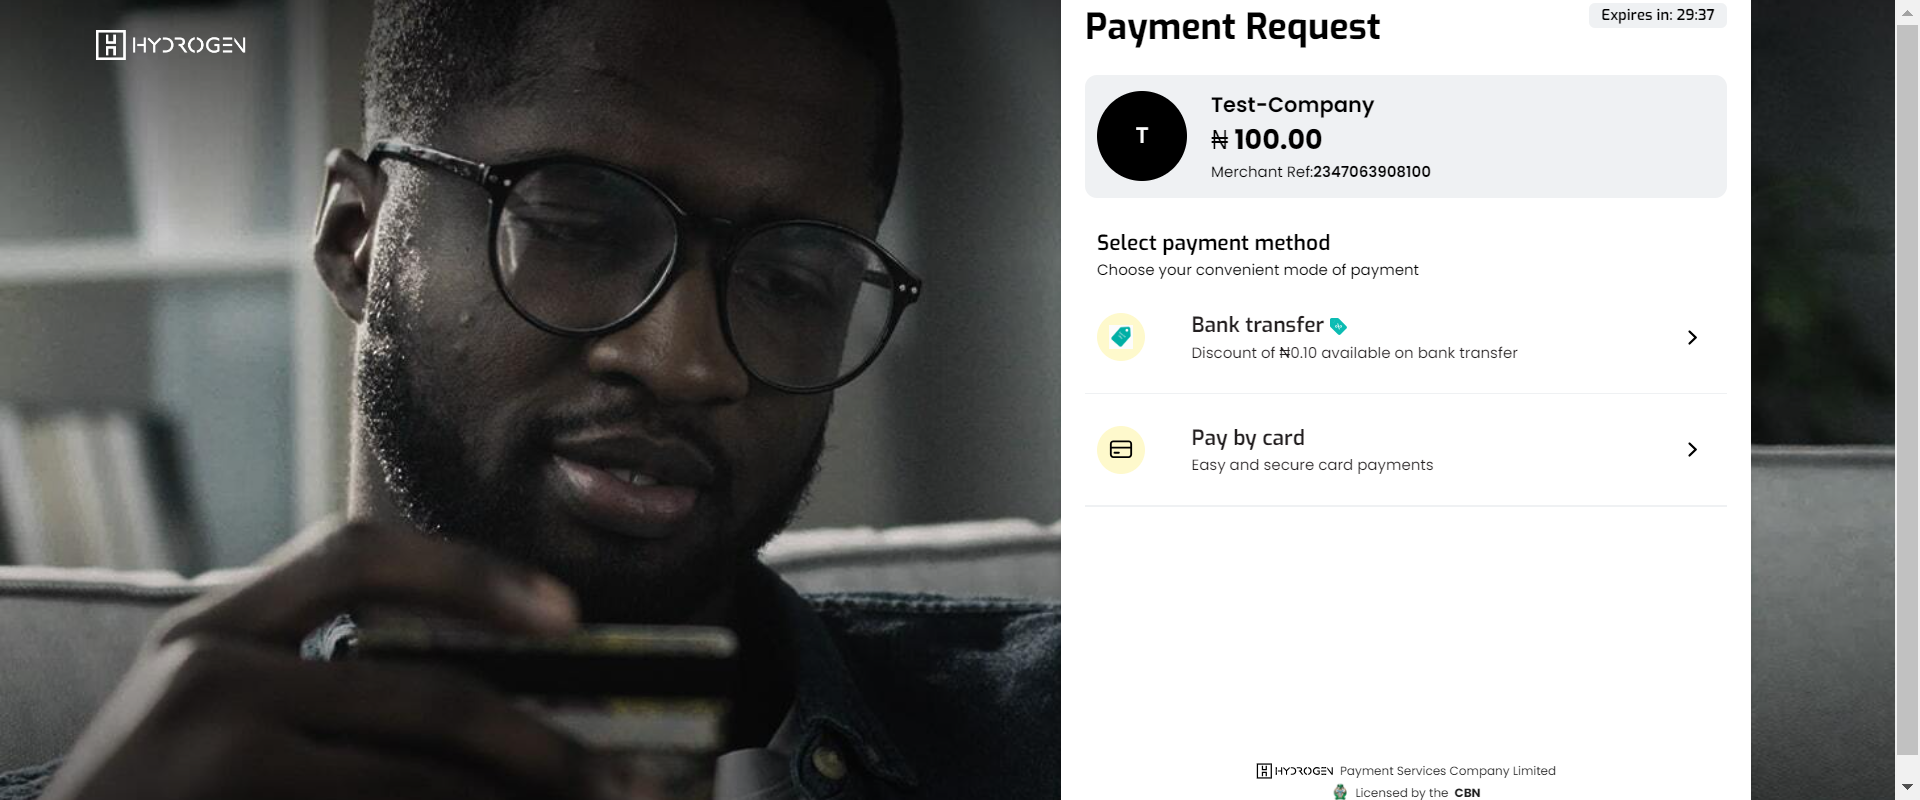 HYDROGEN
Payment Request
Expires in: 29:37
T
Test-Company
₦ 100.00
Merchant Ref:2347063908100
Select payment method
Choose your convenient mode of payment
Bank transfer
Discount of ₦0.10 available on bank transfer
Pay by card
Easy and secure card payments
HYDROGEN Payment Services Company Limited
Licensed by the CBN